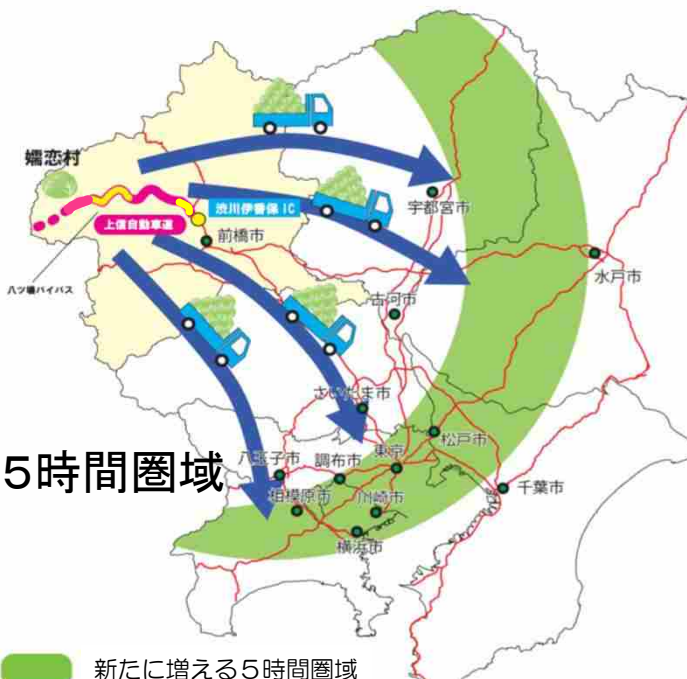 嬬恋村
渋川伊香保 IC
宇都宮市
上信自動車道
前橋市
水戸市
八ツ場バイパス
古河市
さいたま市
松戸市
東京
八王子市
調布市
5時間圏域
千葉市
相模原市
川崎市
横浜市
新たに増える5時間圏域